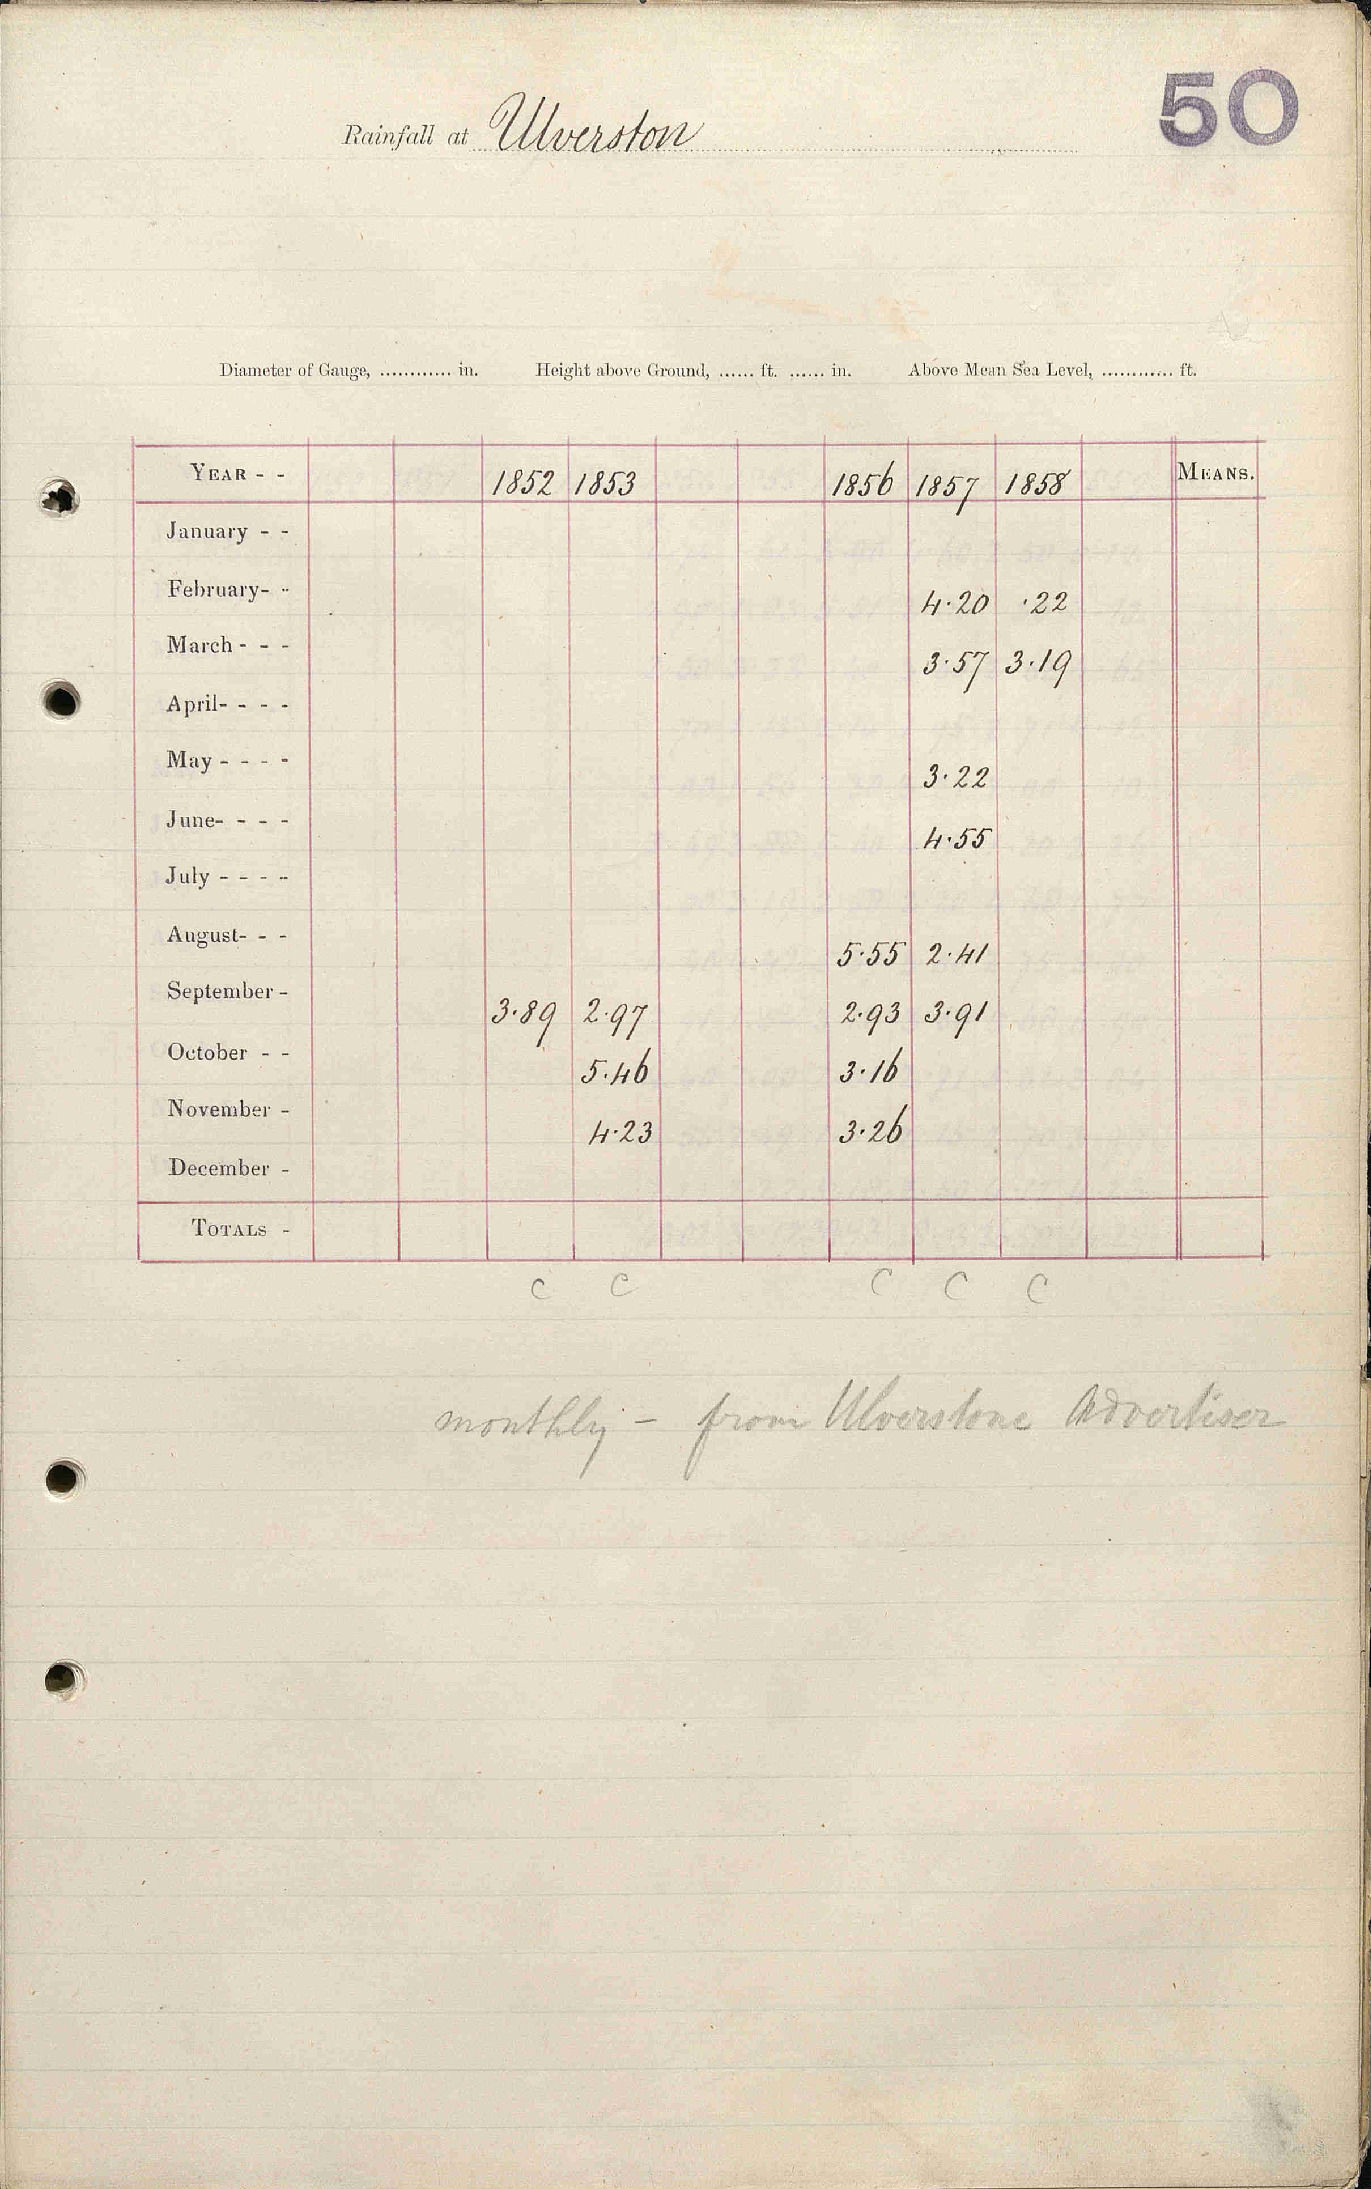 50
Rainfall at Ulverston
Diameter of Gauge, ............ in. Height above Ground, ...... ft. ...... in. Above Mean Sea Level, ............ ft.
YEAR - - 1852 1853 1856 1857 1858 MEANS.
January - -
February- - 4·20 ·22
March - - - 3·57 3·19
April- - - -
May - - - - 3·22
June- - - - 4·55
July - - - -
August- - - 5·55 2·41
September - 3·89 2·97 2·93 3·91
October - - 5·46 3·16
November - 4·23 3·26
December -
TOTALS -
C C C C C
monthly - from Ulverstone Advertiser